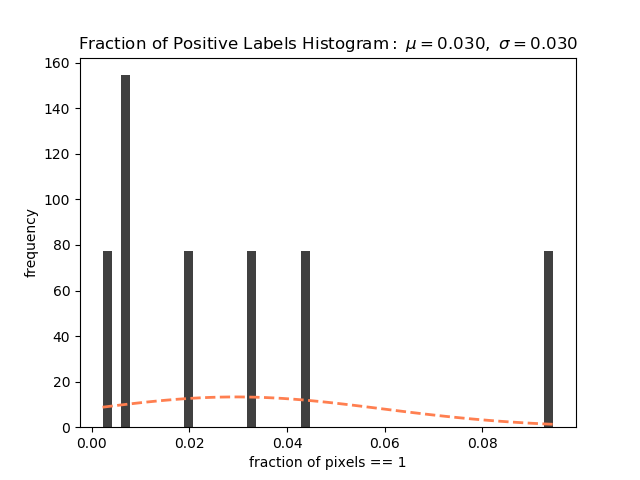 Fraction of Positive Labels Histogram: μ = 0.030, σ = 0.030
160
140
120
100
80
60
40
20
0
frequency
0.00 0.02 0.04 0.06 0.08
fraction of pixels == 1